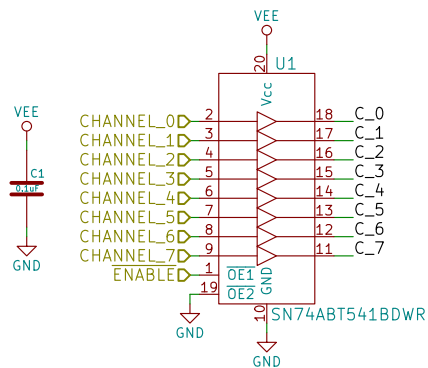 VEE
20
U1
Vcc
VEE
C1
0.1uF
GND
CHANNEL_0 2 18 C_0
CHANNEL_1 3 17 C_1
CHANNEL_2 4 16 C_2
CHANNEL_3 5 15 C_3
CHANNEL_4 6 14 C_4
CHANNEL_5 7 13 C_5
CHANNEL_6 8 12 C_6
CHANNEL_7 9 11 C_7
ENABLE 1 OE1
19 OE2
GND
10
SN74ABT541BDWR
GND
GND